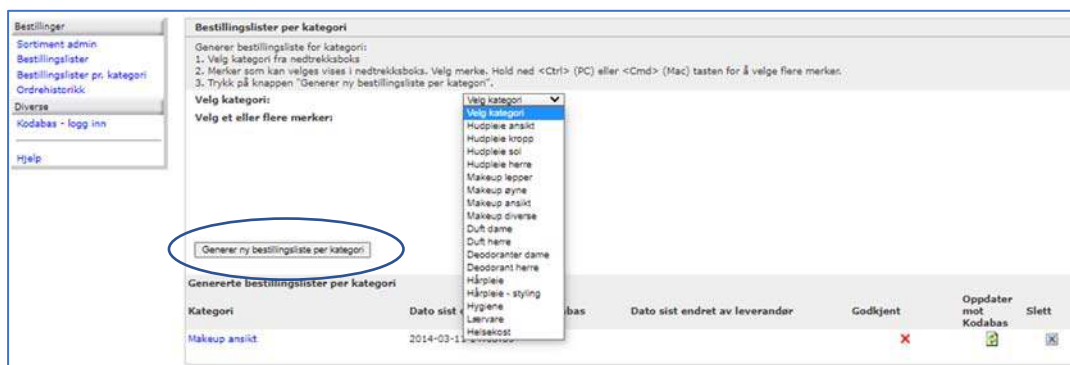 Bestillinger
Sortiment admin
Bestillingslister
Bestillingslister pr. kategori
Ordrehistorikk
Diverse
Kodabas - logg inn
Hjelp
Bestillingslister per kategori
Generer bestillingsliste for kategori:
1. Velg kategori fra nedtrekksboks
2. Merker som kan velges vises i nedtrekksboks. Velg merke. Hold ned <Ctrl> (PC) eller <Cmd> (Mac) tasten for å velge flere merker.
3. Trykk på knappen "Generer ny bestillingsliste per kategori".
Velg kategori: Velg kategori
Velg et eller flere merker:
Velg kategori
Hudpleie ansikt
Hudpleie kropp
Hudpleie sol
Hudpleie herre
Makeup lepper
Makeup øyne
Makeup ansikt
Makeup diverse
Duft dame
Duft herre
Deodoranter dame
Deodorant herre
Hårpleie
Hårpleie - styling
Hygiene
Lærvare
Helsekost
Generer ny bestillingsliste per kategori
Genererte bestillingslister per kategori
Kategori Dato sist bas Dato sist endret av leverandør Godkjent Oppdater mot Kodabas Slett
Makeup ansikt 2014-03-11